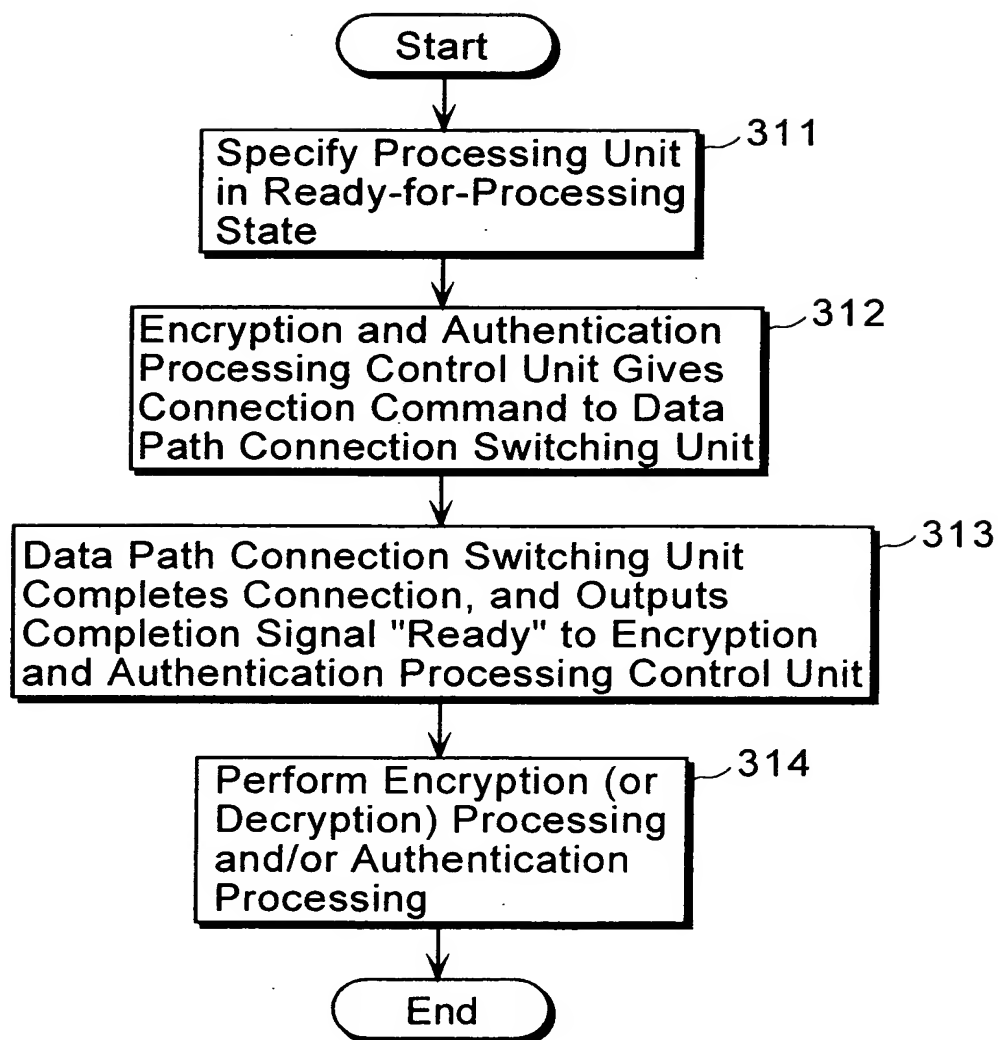 Start
311
Specify Processing Unit
in Ready-for-Processing
State
312
Encryption and Authentication
Processing Control Unit Gives
Connection Command to Data
Path Connection Switching Unit
313
Data Path Connection Switching Unit
Completes Connection, and Outputs
Completion Signal "Ready" to Encryption
and Authentication Processing Control Unit
314
Perform Encryption (or
Decryption) Processing
and/or Authentication
Processing
End